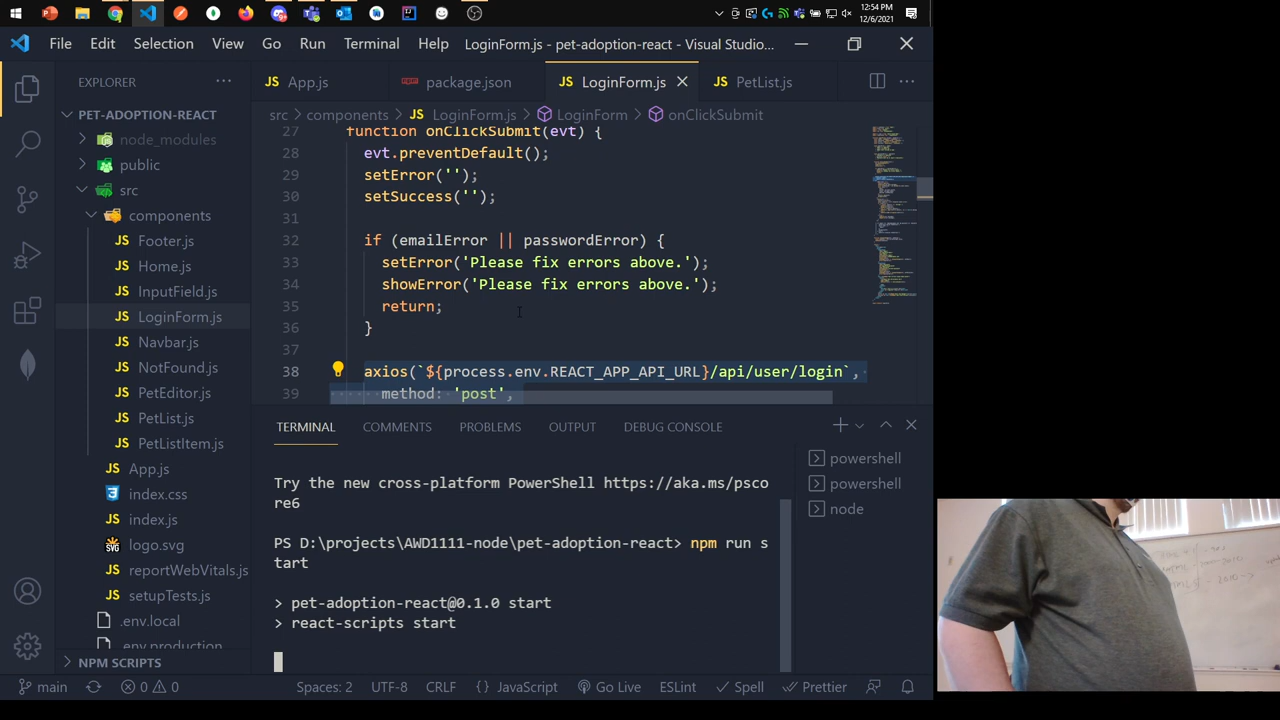 12:54 PM
12/6/2021
File Edit Selection View Go Run Terminal Help LoginForm.js - pet-adoption-react - Visual Studio...
EXPLORER
App.js package.json LoginForm.js PetList.js
PET-ADOPTION-REACT
src > components > LoginForm.js > LoginForm > onClickSubmit
node_modules
public
src
components
Footer.js
Home.js
InputField.js
LoginForm.js
Navbar.js
NotFound.js
PetEditor.js
PetList.js
PetListItem.js
App.js
index.css
index.js
logo.svg
reportWebVitals.js
setupTests.js
.env.local
.env.production
NPM SCRIPTS
27 function onClickSubmit(evt) {
28 evt.preventDefault();
29 setError('');
30 setSuccess('');
31
32 if (emailError || passwordError) {
33 setError('Please fix errors above.');
34 showError('Please fix errors above.');
35 return;
36 }
37
38 axios(`${process.env.REACT_APP_API_URL}/api/user/login`,
39 method: 'post',
TERMINAL COMMENTS PROBLEMS OUTPUT DEBUG CONSOLE
Try the new cross-platform PowerShell https://aka.ms/psco
re6
PS D:\projects\AWD1111-node\pet-adoption-react> npm run s
tart
> pet-adoption-react@0.1.0 start
> react-scripts start
powershell
powershell
node
main 0 0 Spaces: 2 UTF-8 CRLF {} JavaScript Go Live ESLint Spell Prettier